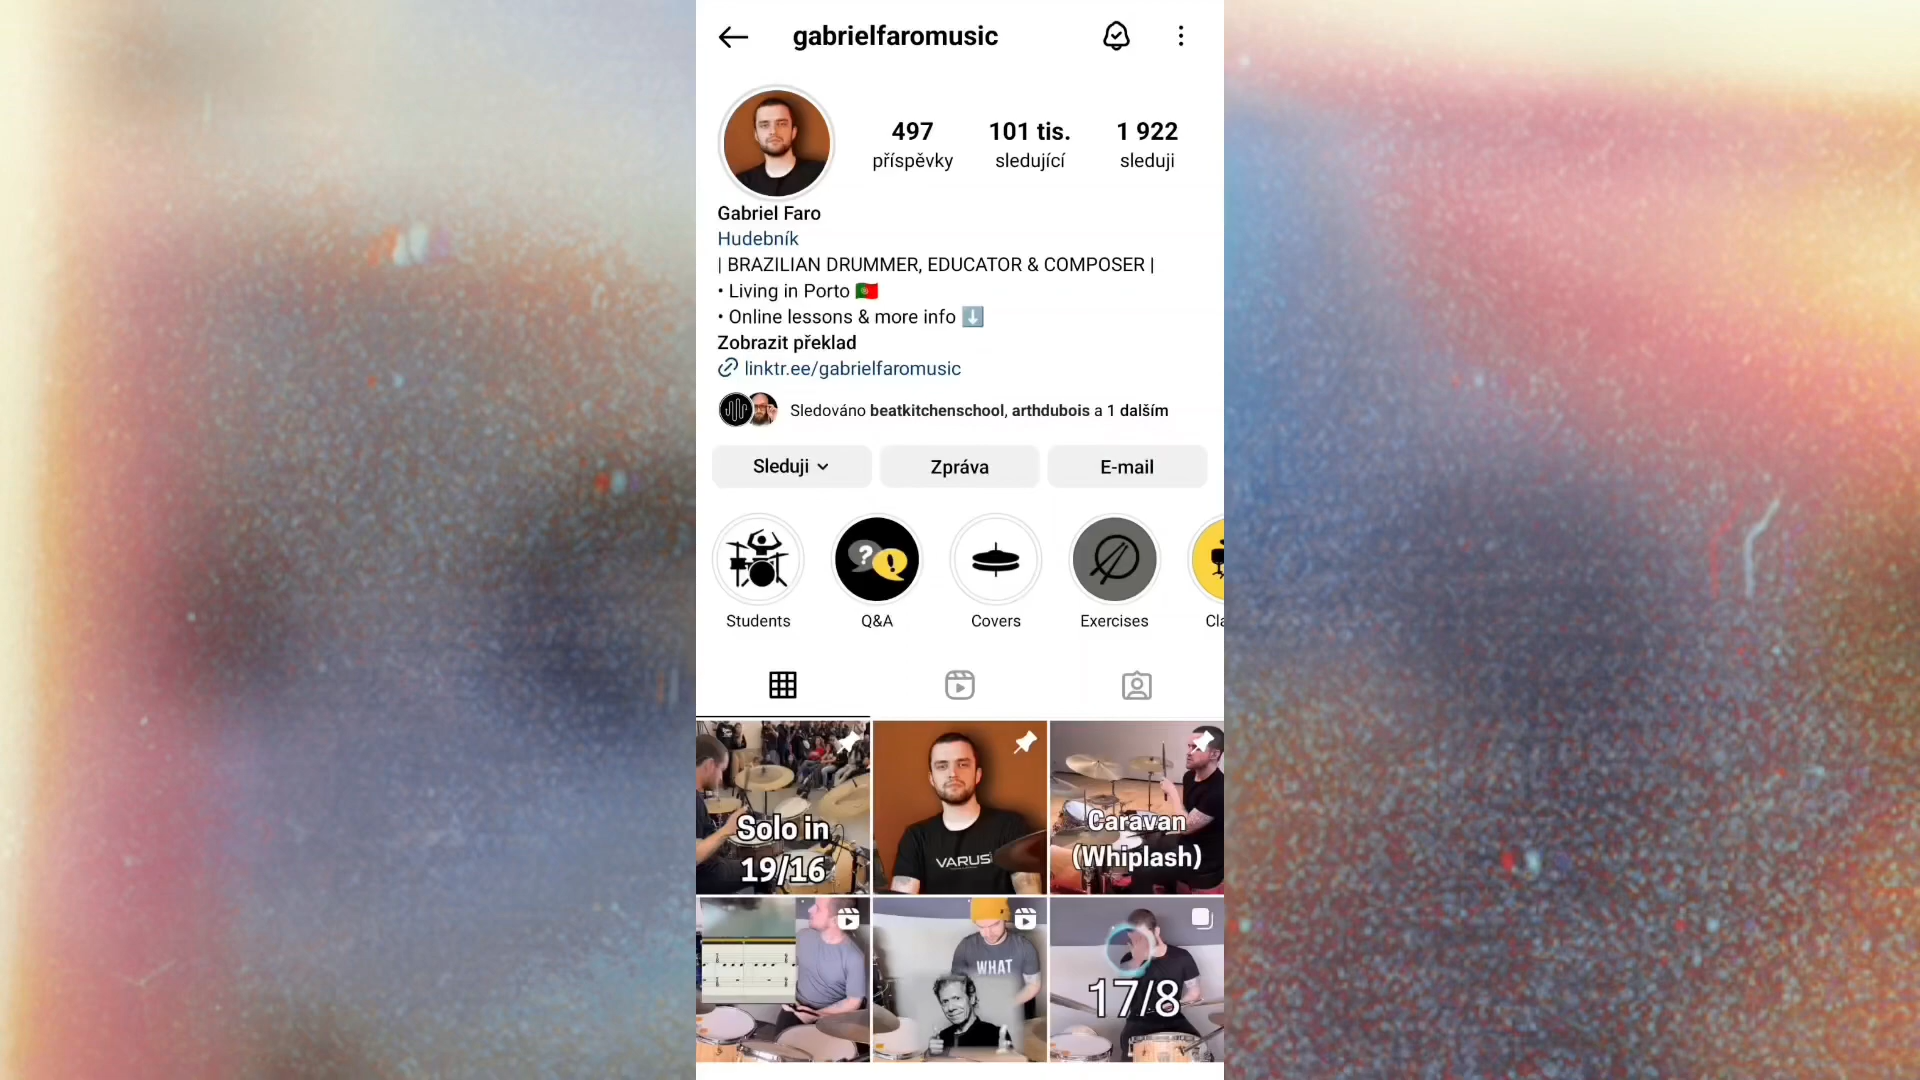 gabrielfaromusic
497
příspěvky
101 tis.
sledující
1 922
sleduji
Gabriel Faro
Hudebník
| BRAZILIAN DRUMMER, EDUCATOR & COMPOSER |
• Living in Porto 🇵🇹
• Online lessons & more info ⬇️
Zobrazit překlad
linktr.ee/gabrielfaromusic
Sledováno beatkitchenschool, arthdubois a 1 dalším
Sleduji
Zpráva
E-mail
? !
Students
Q&A
Covers
Exercises
Cla
Solo in
19/16
VARUS
Caravan
(Whiplash)
WHAT
17/8